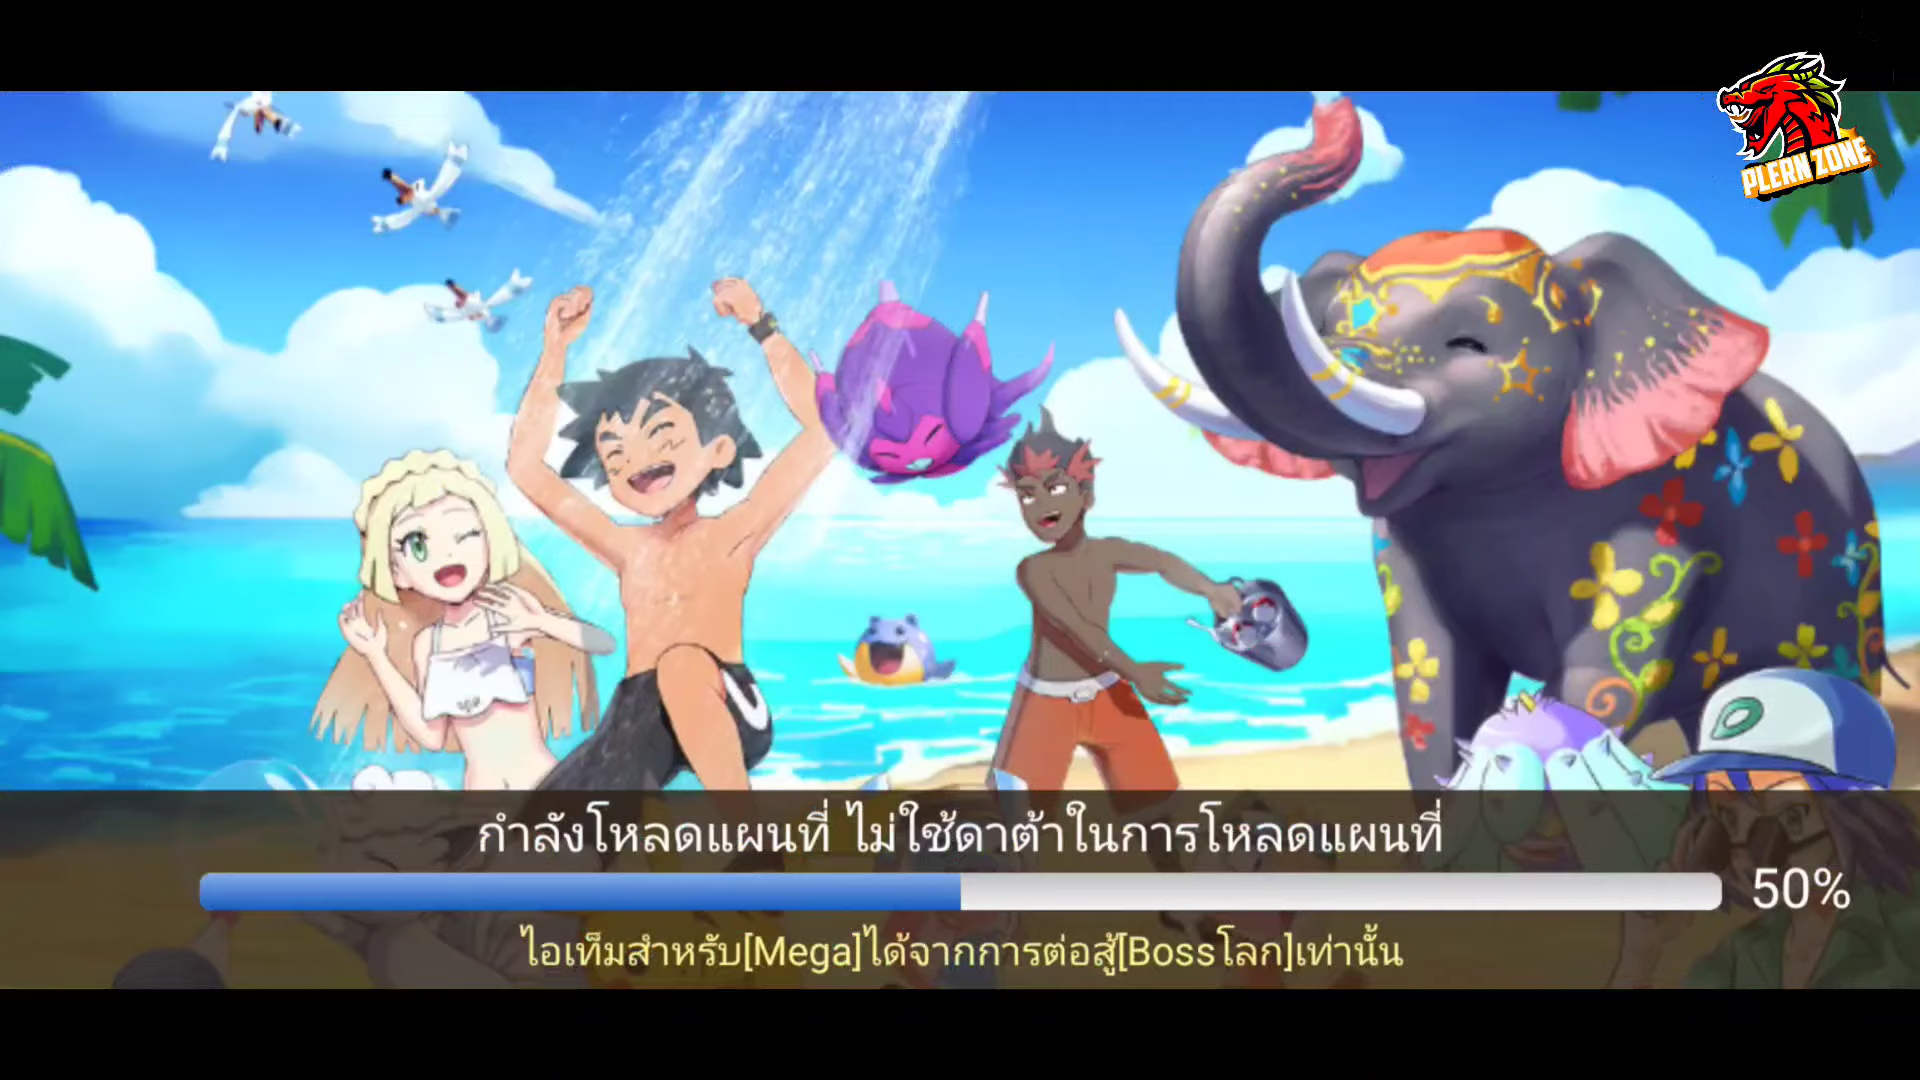 PLERN ZONE
กำลังโหลดแผนที่ ไม่ใช้ดาต้าในการโหลดแผนที่
50%
ไอเท็มสำหรับ[Mega]ได้จากการต่อสู้[Bossโลก]เท่านั้น